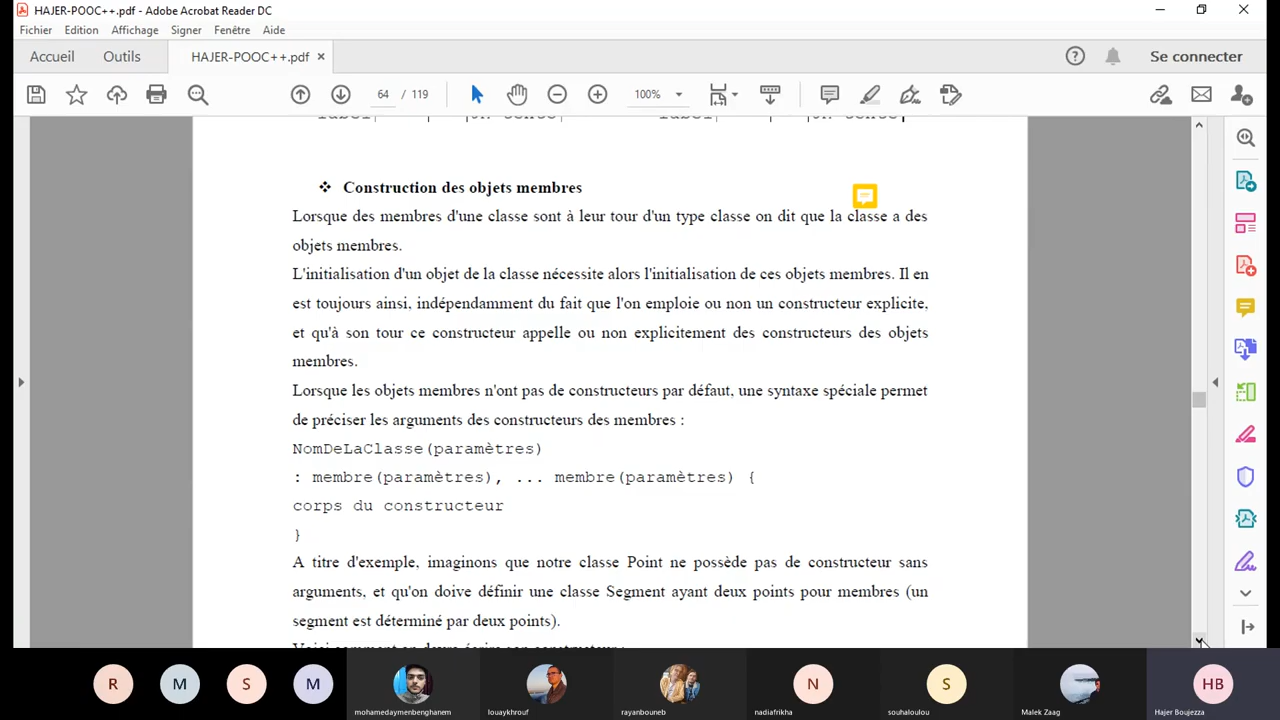 HAJER-POOC++.pdf - Adobe Acrobat Reader DC
Fichier Edition Affichage Signer Fenêtre Aide
Accueil Outils HAJER-POOC++.pdf × Se connecter
64 / 119 100%
❖ Construction des objets membres
Lorsque des membres d'une classe sont à leur tour d'un type classe on dit que la classe a des
objets membres.
L'initialisation d'un objet de la classe nécessite alors l'initialisation de ces objets membres. Il en
est toujours ainsi, indépendamment du fait que l'on emploie ou non un constructeur explicite,
et qu'à son tour ce constructeur appelle ou non explicitement des constructeurs des objets
membres.
Lorsque les objets membres n'ont pas de constructeurs par défaut, une syntaxe spéciale permet
de préciser les arguments des constructeurs des membres :
NomDeLaClasse(paramètres)
: membre(paramètres), ... membre(paramètres) {
corps du constructeur
}
A titre d'exemple, imaginons que notre classe Point ne possède pas de constructeur sans
arguments, et qu'on doive définir une classe Segment ayant deux points pour membres (un
segment est déterminé par deux points).
R M S M N S HB
mohamedaymenbenghanem louaykhrouf rayanbouneb nadiafrikha souhaloulou Malek Zaag Hajer Boujezza